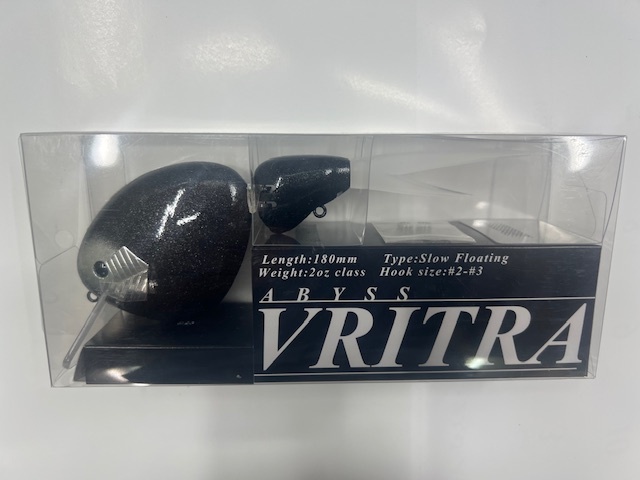 Length:180mm Type:Slow Floating
Weight:2oz class Hook size:#2-#3
ABYSS
VRITRA